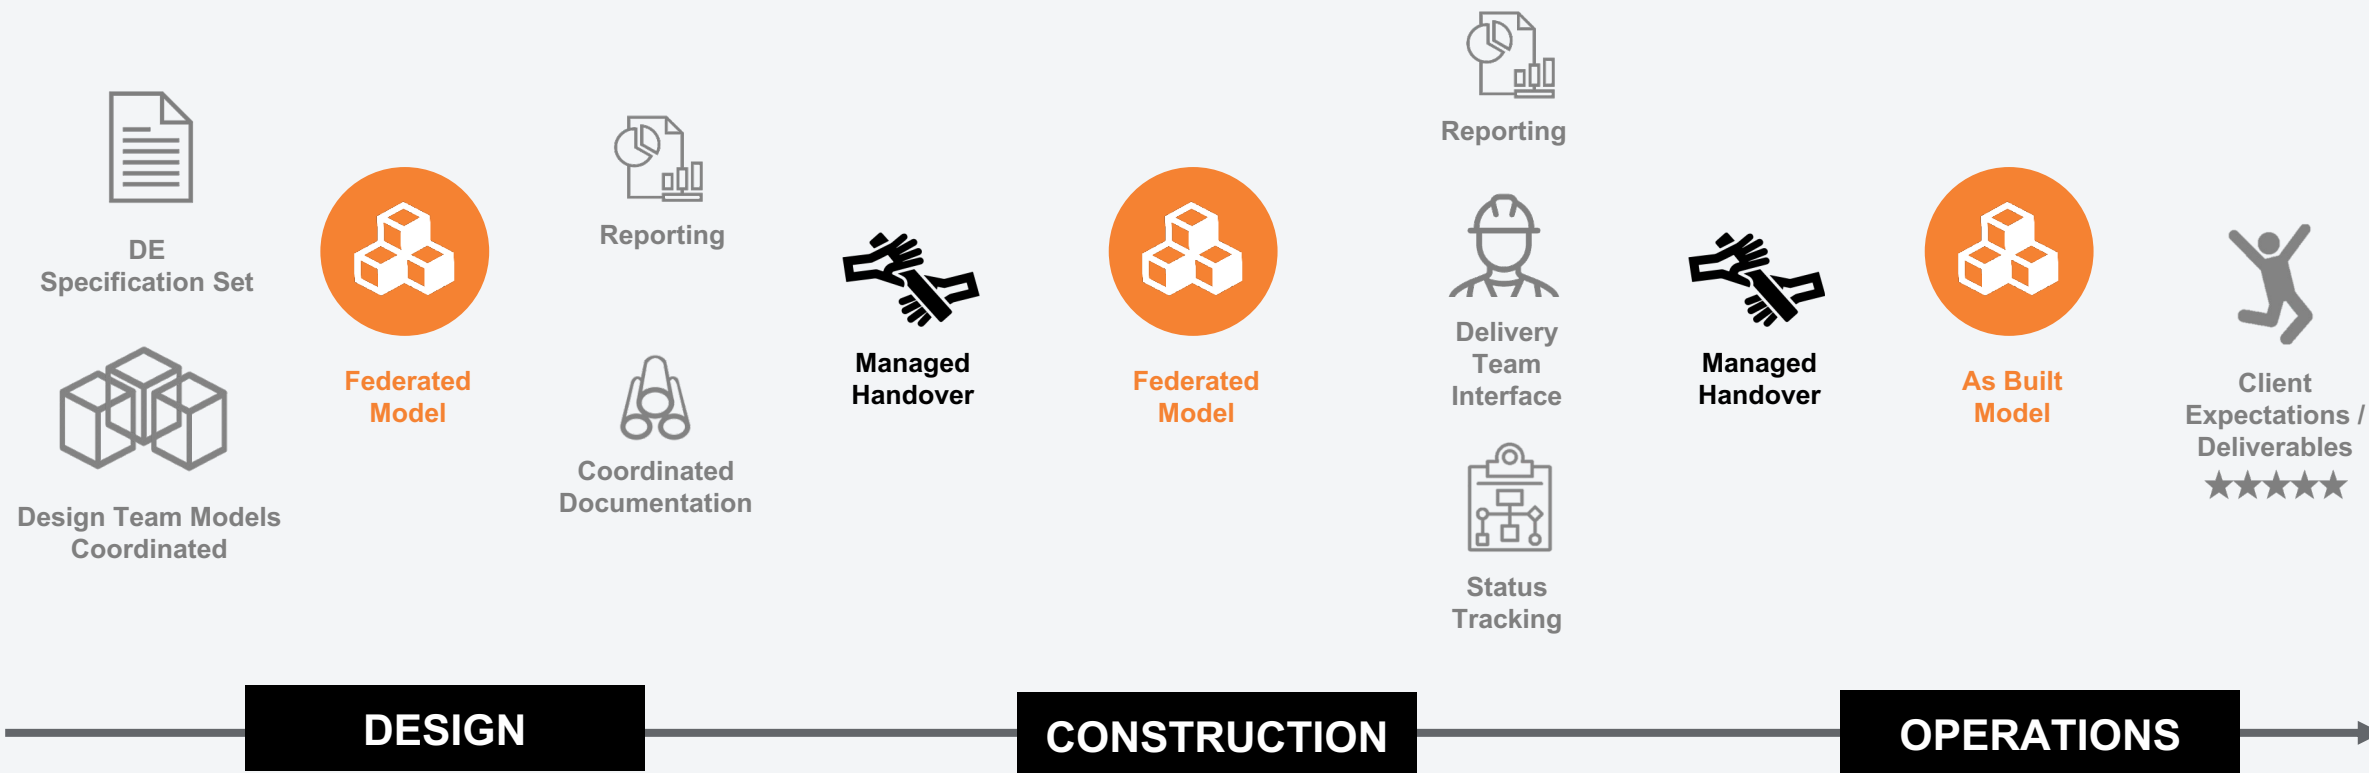 DE
Specification Set
Design Team Models
Coordinated
Federated
Model
Reporting
Coordinated
Documentation
Managed
Handover
Federated
Model
Reporting
Delivery
Team
Interface
Status
Tracking
Managed
Handover
As Built
Model
Client
Expectations /
Deliverables
DESIGN
CONSTRUCTION
OPERATIONS